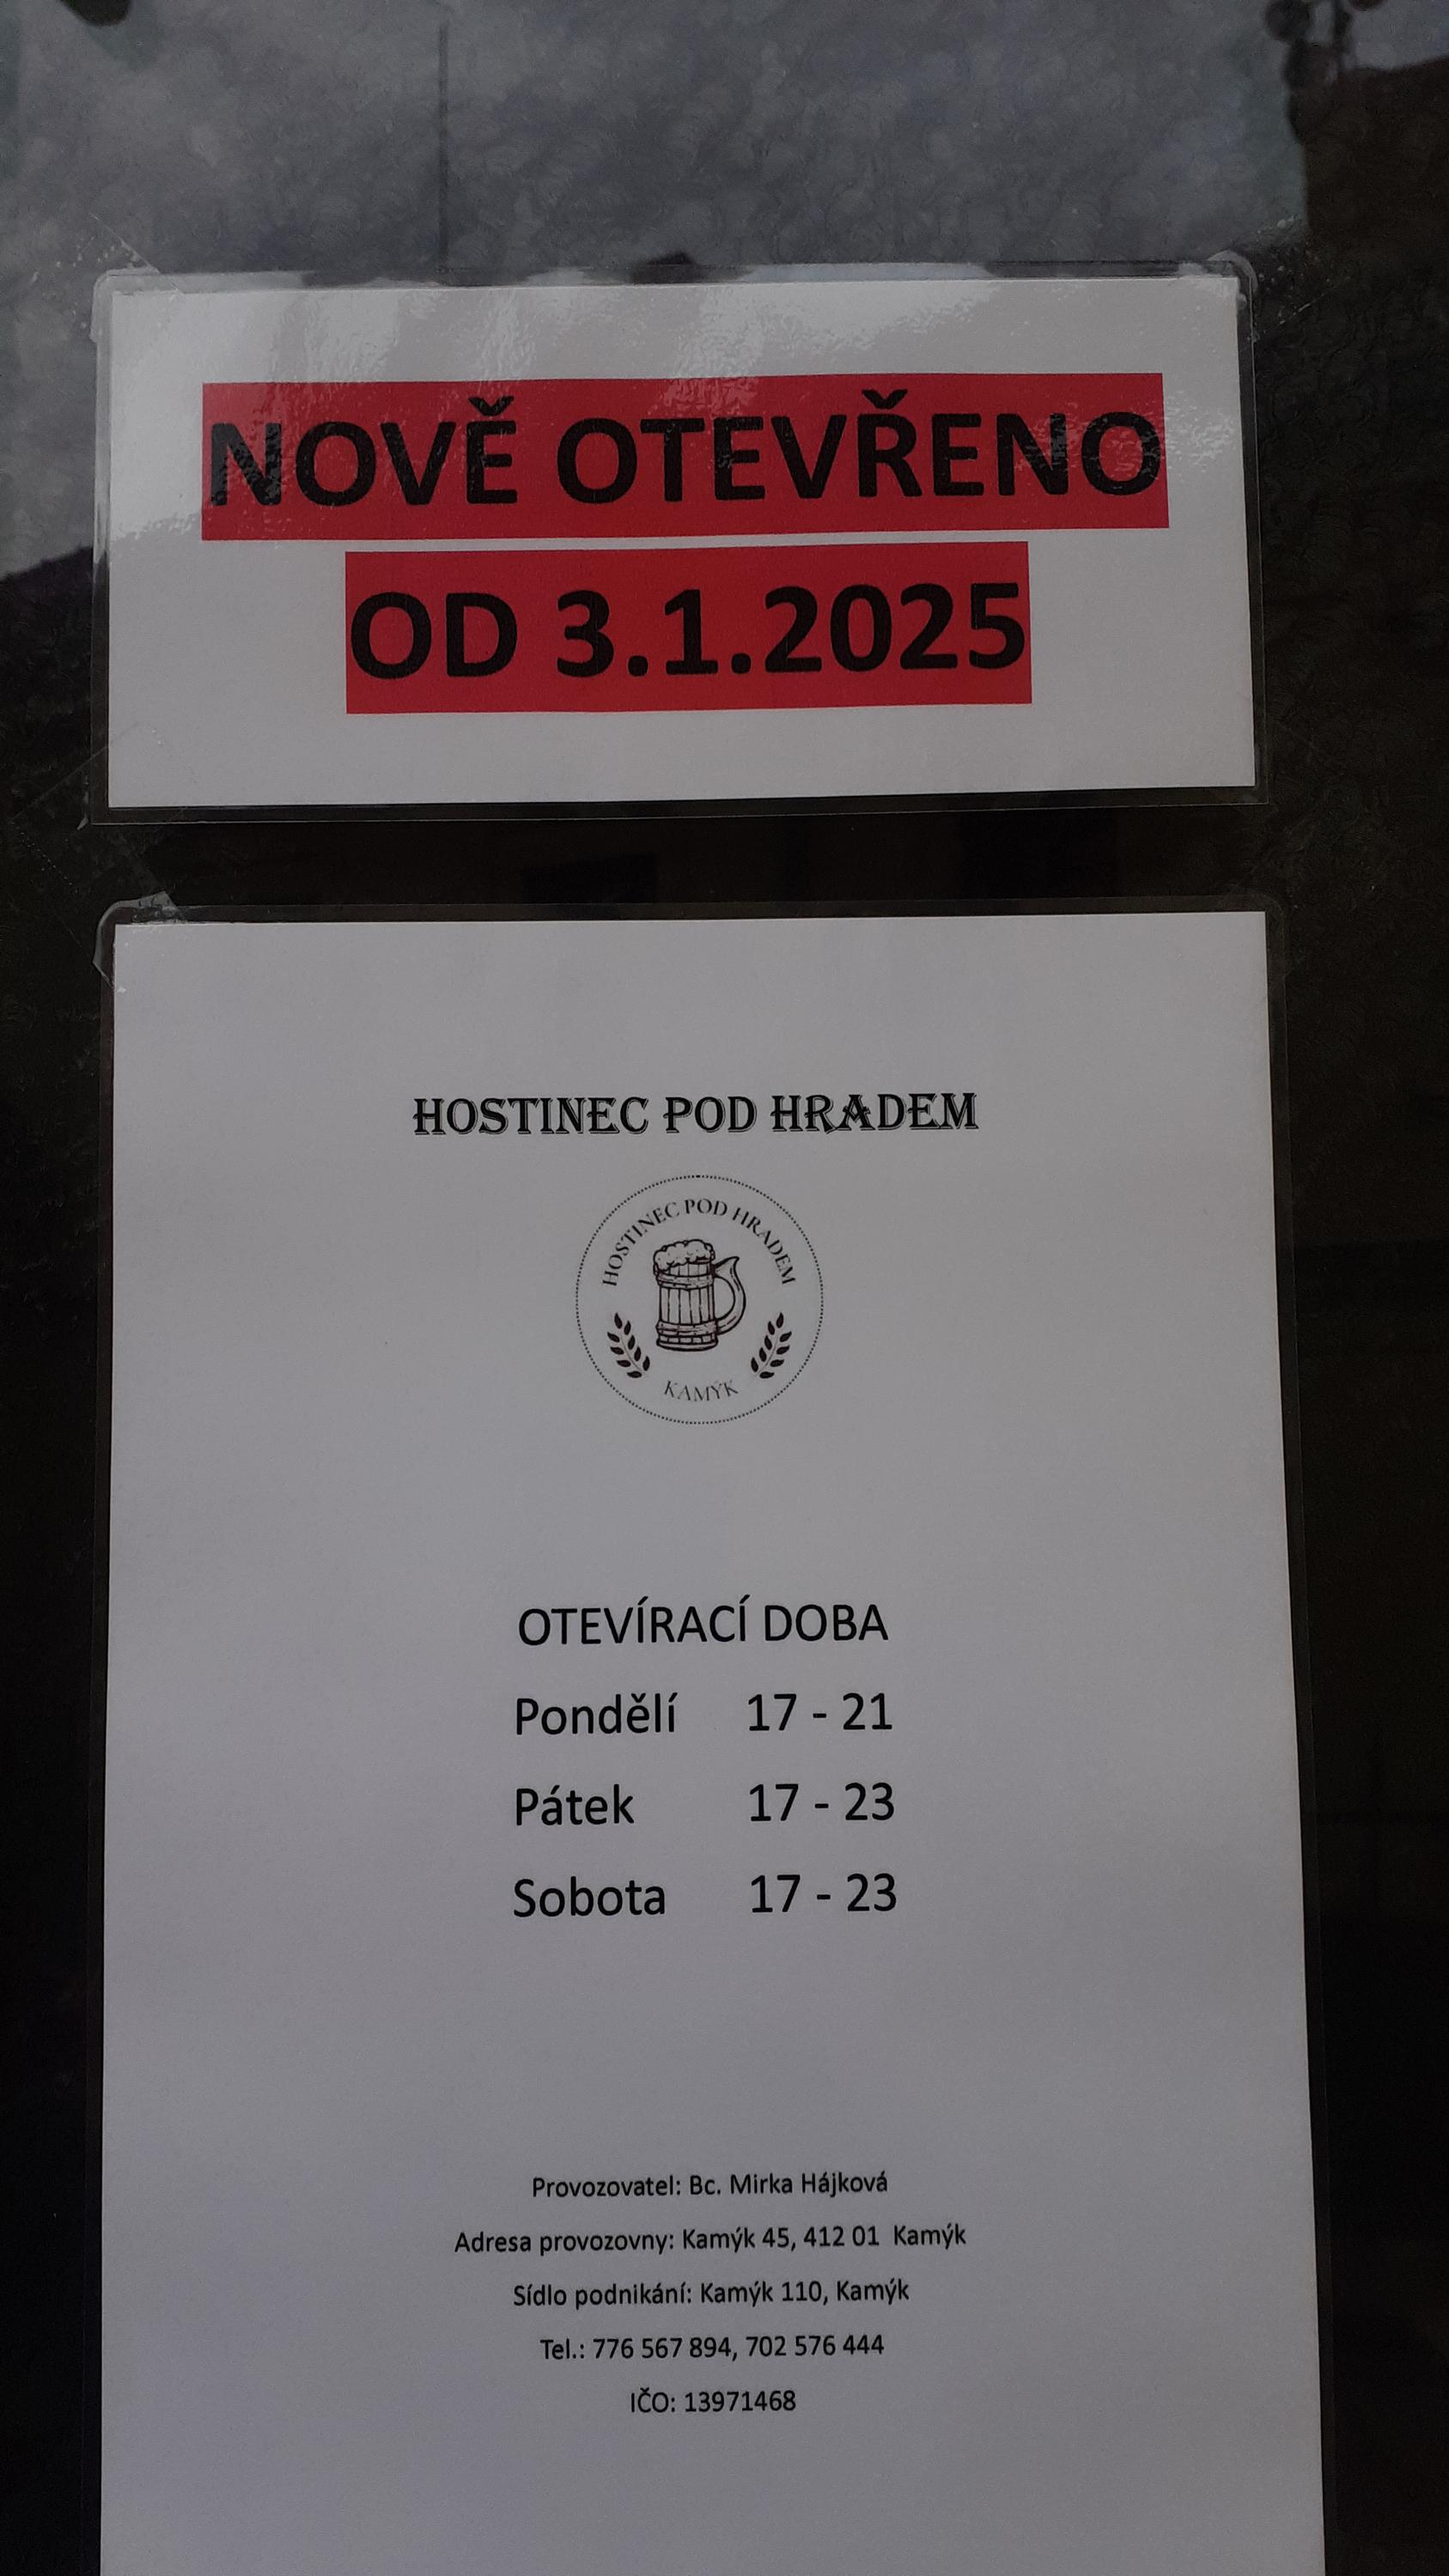 NOVĚ OTEVŘENO
OD 3.1.2025
HOSTINEC POD HRADEM
HOSTINEC POD HRADEM
KAMÝK
OTEVÍRACÍ DOBA
Pondělí 17 - 21
Pátek 17 - 23
Sobota 17 - 23
Provozovatel: Bc. Mirka Hájková
Adresa provozovny: Kamýk 45, 412 01 Kamýk
Sídlo podnikání: Kamýk 110, Kamýk
Tel.: 776 567 894, 702 576 444
IČO: 13971468